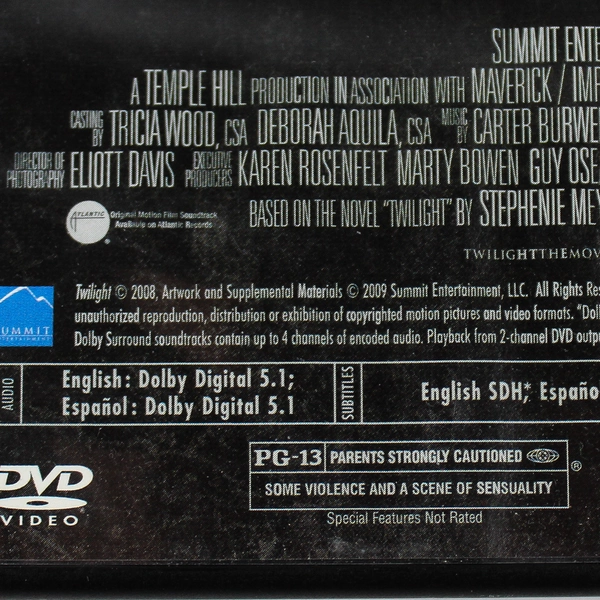 SUMMIT ENTE
A TEMPLE HILL PRODUCTION IN ASSOCIATION WITH MAVERICK / IMP
CASTING BY TRICIA WOOD, CSA DEBORAH AQUILA, CSA MUSIC BY CARTER BURWE
DIRECTOR OF PHOTOGRAPHY ELIOTT DAVIS EXECUTIVE PRODUCERS KAREN ROSENFELT MARTY BOWEN GUY OSE
BASED ON THE NOVEL "TWILIGHT" BY STEPHENIE MEY
ATLANTIC
Original Motion Film Soundtrack
Available on Atlantic Records
TWILIGHTTHEMOV
SUMMIT
ENTERTAINMENT
Twilight © 2008, Artwork and Supplemental Materials © 2009 Summit Entertainment, LLC. All Rights Res
unauthorized reproduction, distribution or exhibition of copyrighted motion pictures and video formats. "Dol
Dolby Surround soundtracks contain up to 4 channels of encoded audio. Playback from 2-channel DVD outpu
AUDIO
English: Dolby Digital 5.1;
Español: Dolby Digital 5.1
SUBTITLES
English SDH,* Españo
DVD
VIDEO
PG-13 PARENTS STRONGLY CAUTIONED ®
SOME VIOLENCE AND A SCENE OF SENSUALITY
Special Features Not Rated